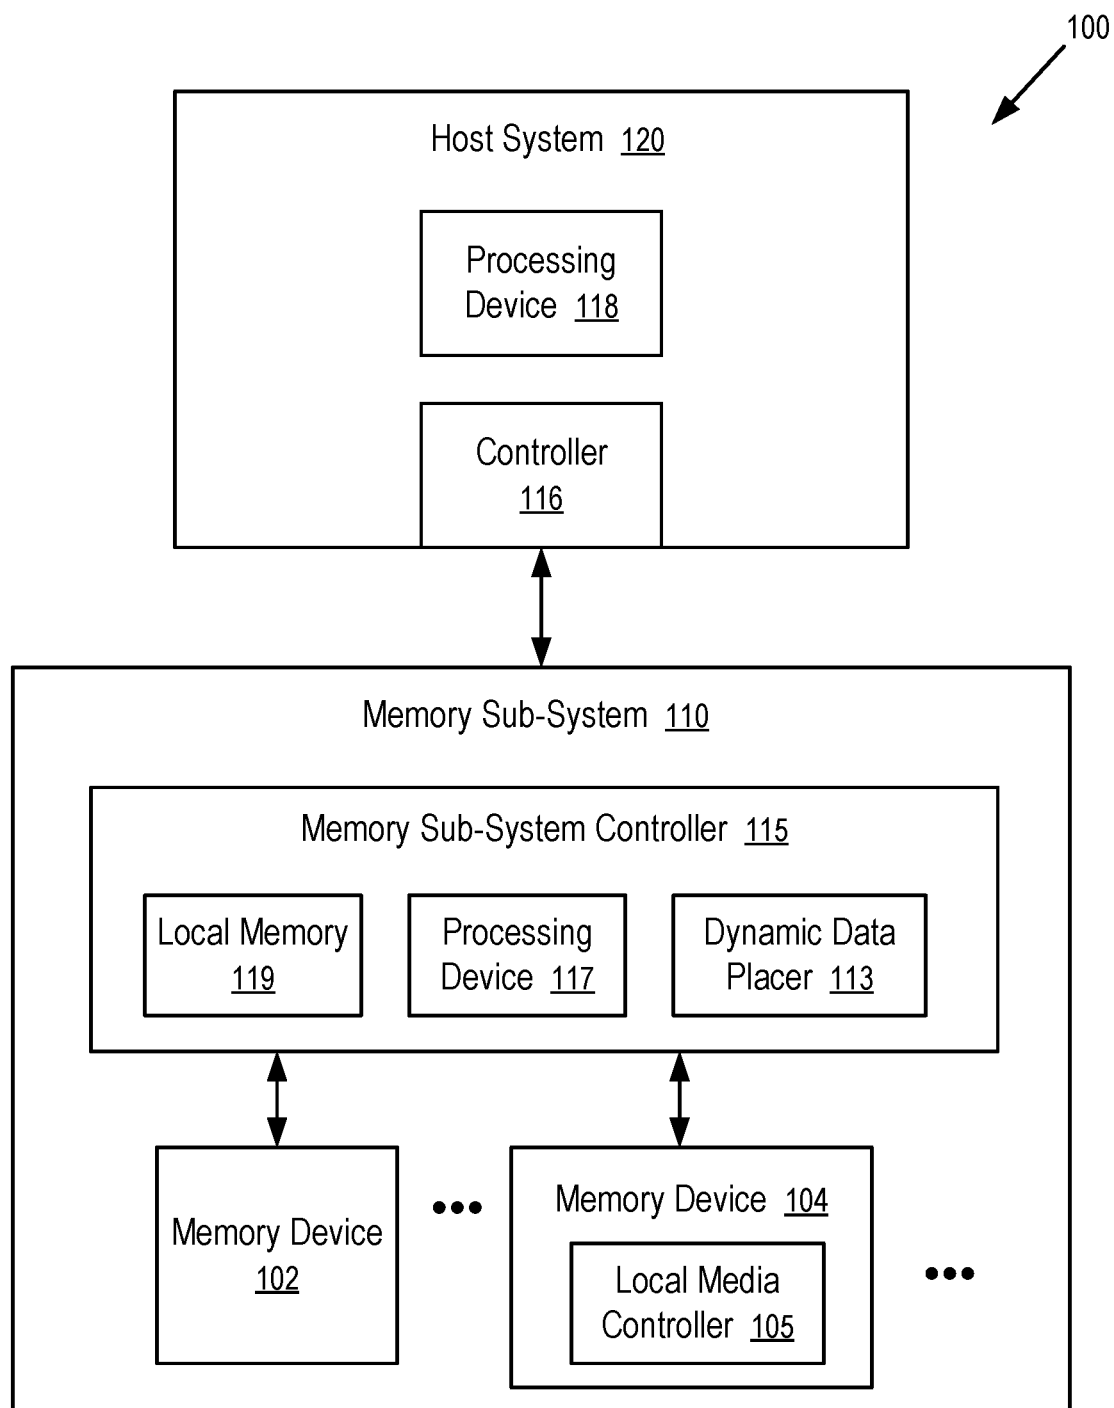 100
Host System 120
Processing
Device 118
Controller
116
Memory Sub-System 110
Memory Sub-System Controller 115
Local Memory
119
Processing
Device 117
Dynamic Data
Placer 113
Memory Device
102
Memory Device 104
Local Media
Controller 105